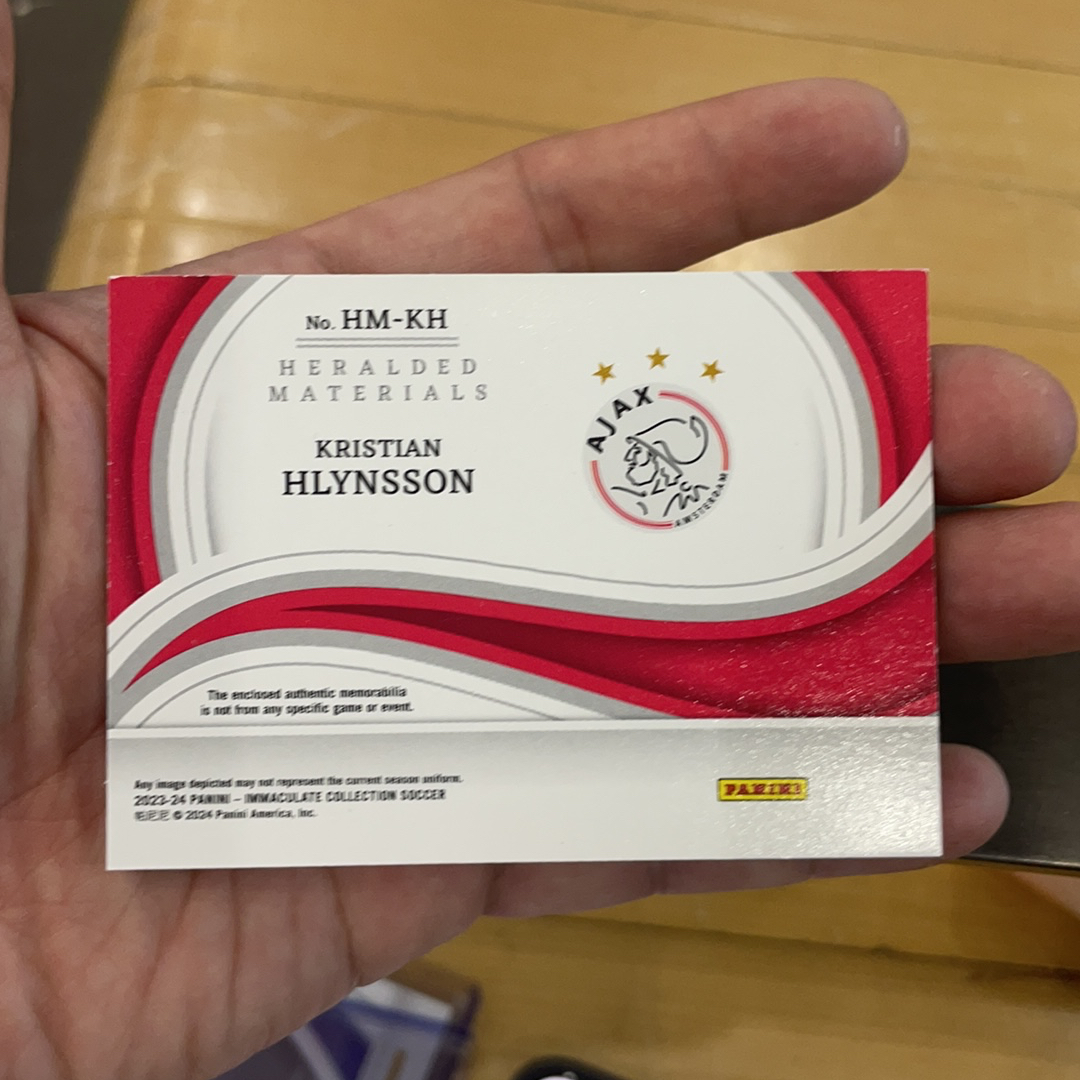 No. HM-KH
HERALDED
MATERIALS
KRISTIAN
HLYNSSON
AJAX
AMSTERDAM
The enclosed authentic memorabilia
is not from any specific game or event.
Any image depicted may not represent the current season uniform.
2023-24 PANINI – IMMACULATE COLLECTION SOCCER
© 2024 Panini America, Inc.
PANINI